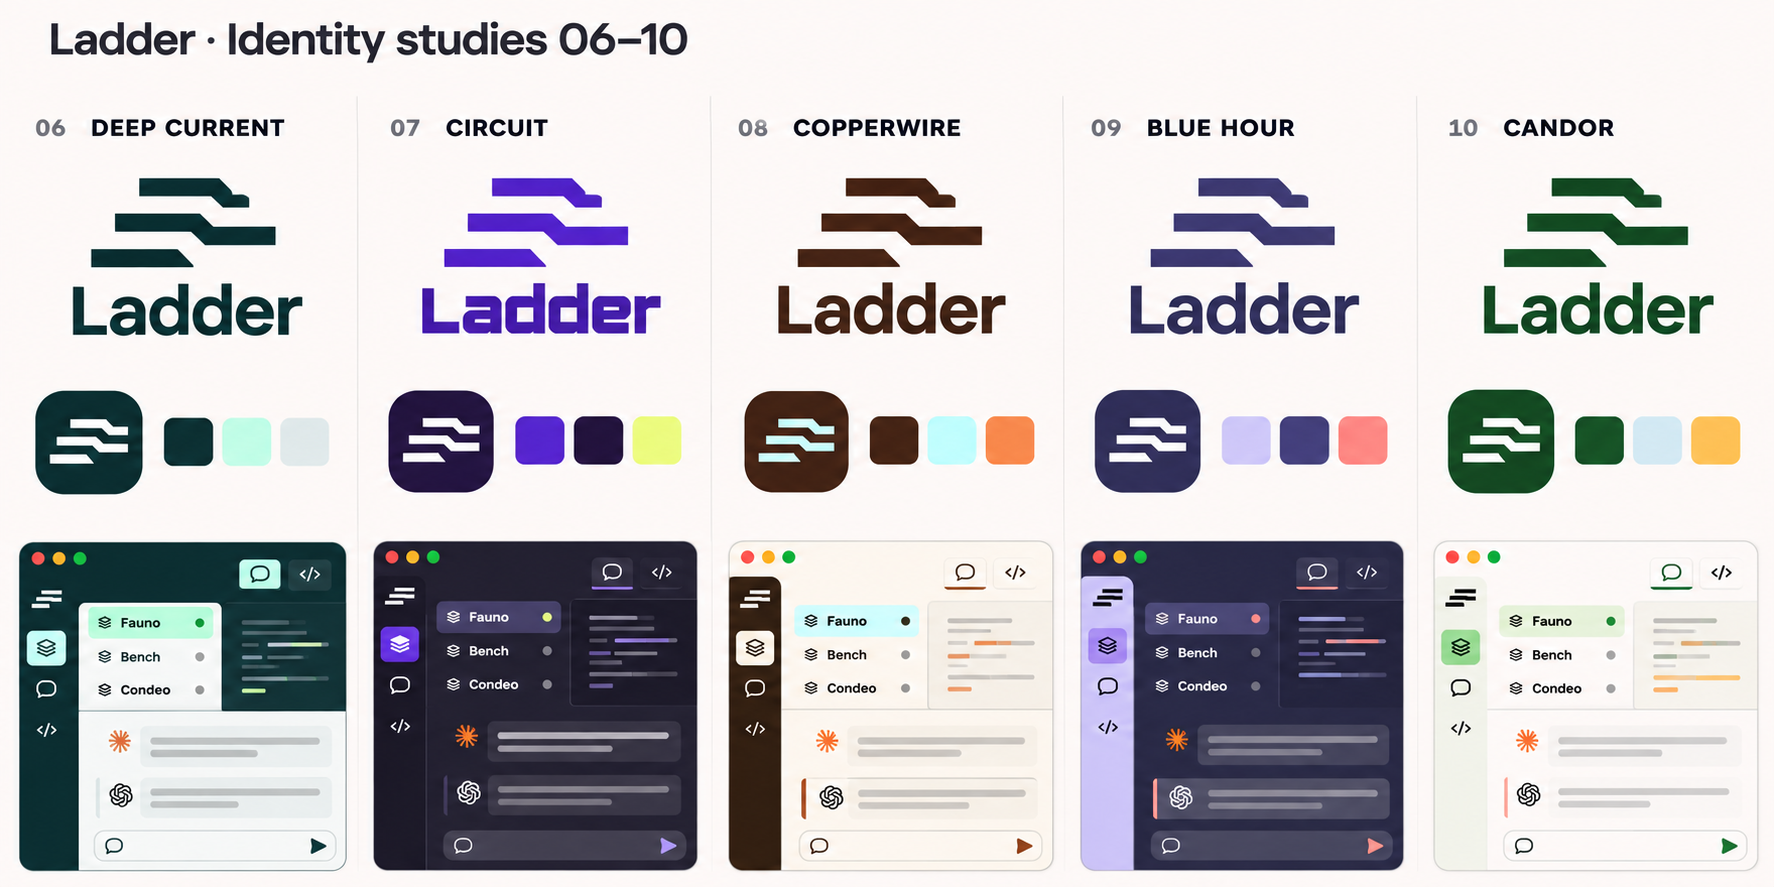 Ladder · Identity studies 06–10
06 DEEP CURRENT
Ladder
Fauno
Bench
Condeo
07 CIRCUIT
Ladder
Fauno
Bench
Condeo
08 COPPERWIRE
Ladder
Fauno
Bench
Condeo
09 BLUE HOUR
Ladder
Fauno
Bench
Condeo
10 CANDOR
Ladder
Fauno
Bench
Condeo